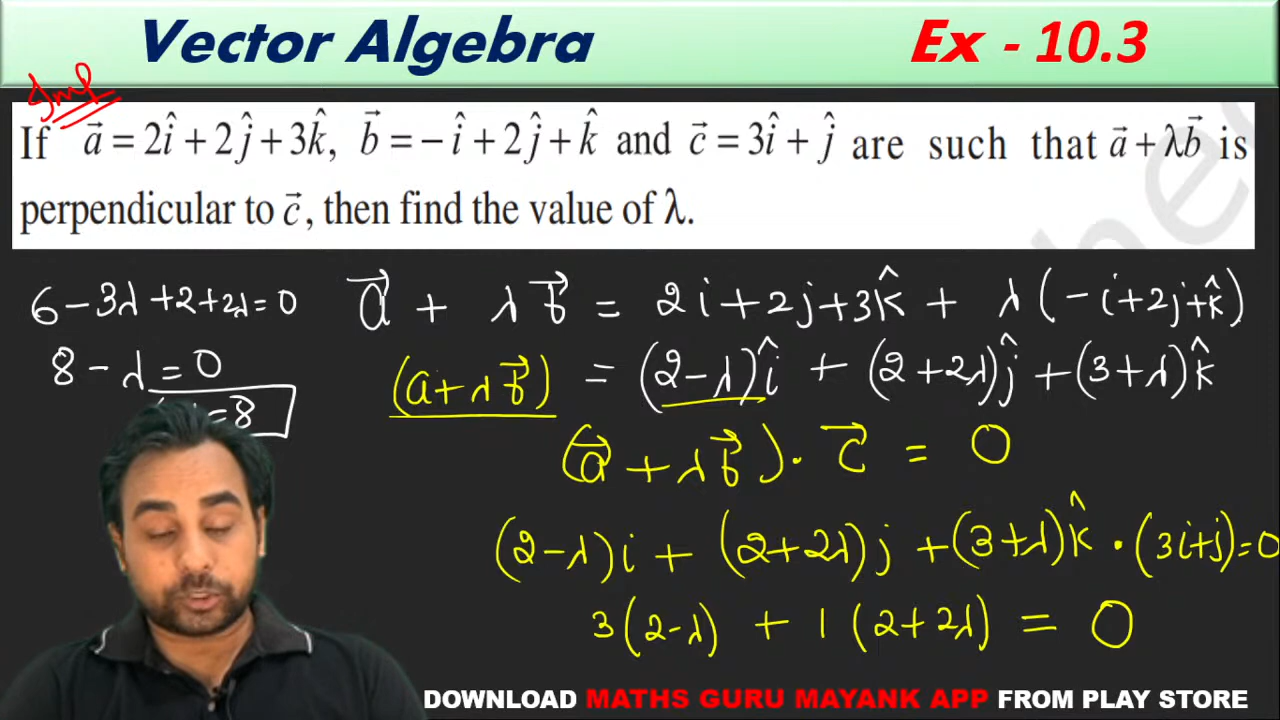 Vector Algebra Ex - 10.3
Imp
If a⃗ = 2î + 2ĵ + 3k̂, b⃗ = − î + 2ĵ + k̂ and c⃗ = 3î + ĵ are such that a⃗ + λb⃗ is
perpendicular to c⃗, then find the value of λ.
6 − 3λ + 2 + 2λ = 0
8 − λ = 0
= 8
a⃗ + λ b⃗ = 2i + 2j + 3k̂ + λ (− i + 2j + k̂)
(a + λ b⃗) = (2 − λ) î + (2 + 2λ) ĵ + (3 + λ) k̂
(a⃗ + λ b⃗) · c⃗ = 0
(2 − λ) i + (2 + 2λ) j + (3 + λ) k̂ · (3i + j) = 0
3 (2 − λ) + 1 (2 + 2λ) = 0
DOWNLOAD MATHS GURU MAYANK APP FROM PLAY STORE